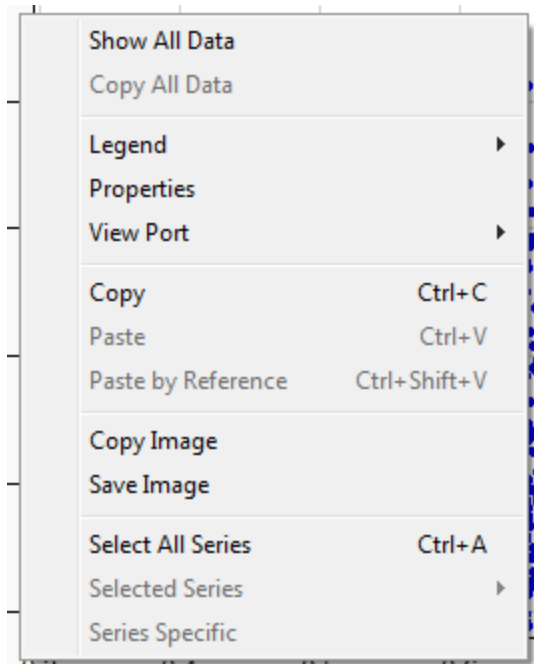 Show All Data
Copy All Data
Legend
Properties
View Port
Copy Ctrl+C
Paste Ctrl+V
Paste by Reference Ctrl+Shift+V
Copy Image
Save Image
Select All Series Ctrl+A
Selected Series
Series Specific